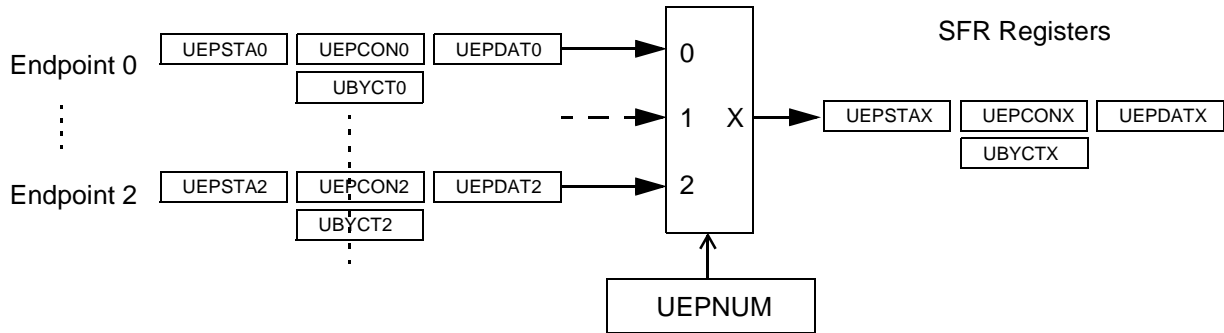 SFR Registers
Endpoint 0 UEPSTA0 UEPCON0 UEPDAT0 0
UBYCT0
1 X UEPSTAX UEPCONX UEPDATX
UBYCTX
Endpoint 2 UEPSTA2 UEPCON2 UEPDAT2 2
UBYCT2
UEPNUM